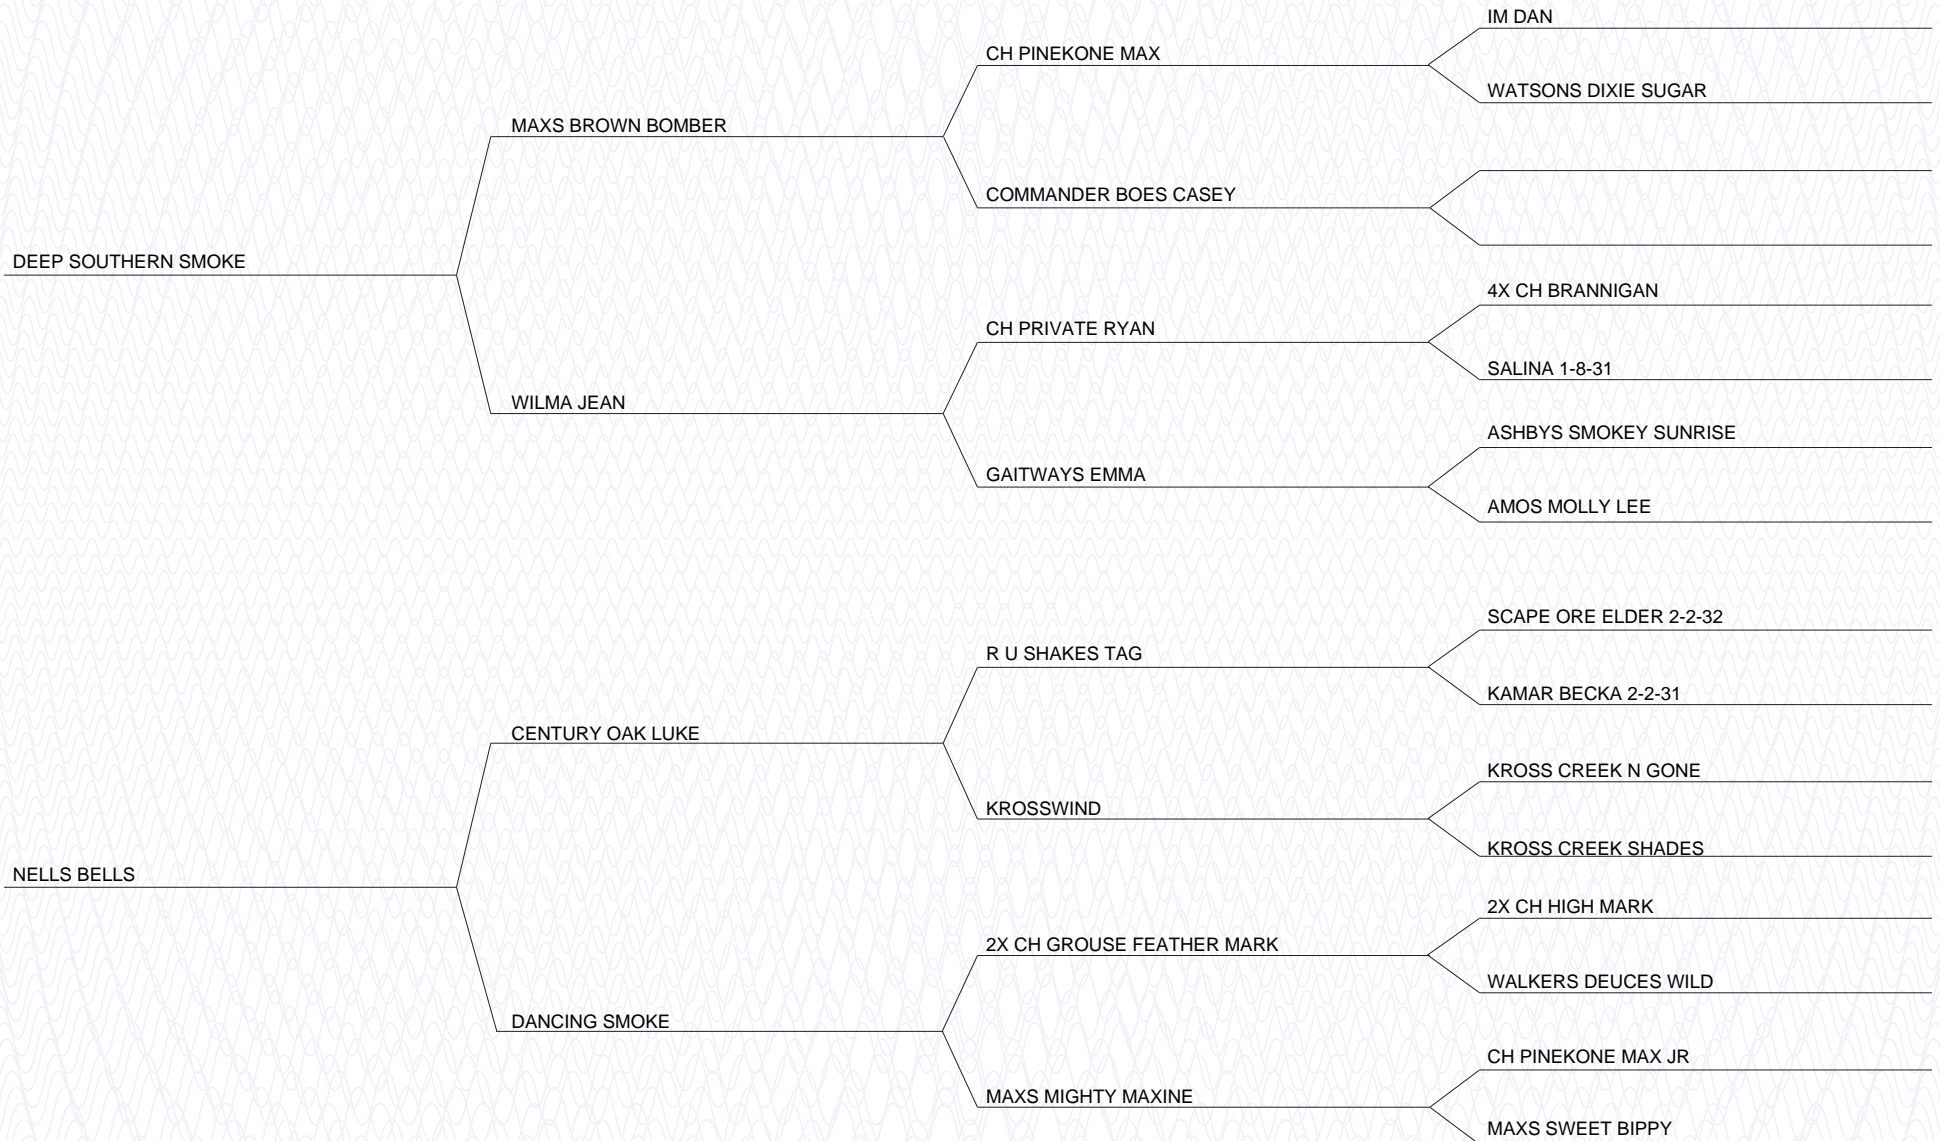 IM DAN
CH PINEKONE MAX
WATSONS DIXIE SUGAR
MAXS BROWN BOMBER
COMMANDER BOES CASEY
DEEP SOUTHERN SMOKE
4X CH BRANNIGAN
CH PRIVATE RYAN
SALINA 1-8-31
WILMA JEAN
ASHBYS SMOKEY SUNRISE
GAITWAYS EMMA
AMOS MOLLY LEE
SCAPE ORE ELDER 2-2-32
R U SHAKES TAG
KAMAR BECKA 2-2-31
CENTURY OAK LUKE
KROSS CREEK N GONE
KROSSWIND
KROSS CREEK SHADES
NELLS BELLS
2X CH HIGH MARK
2X CH GROUSE FEATHER MARK
WALKERS DEUCES WILD
DANCING SMOKE
CH PINEKONE MAX JR
MAXS MIGHTY MAXINE
MAXS SWEET BIPPY